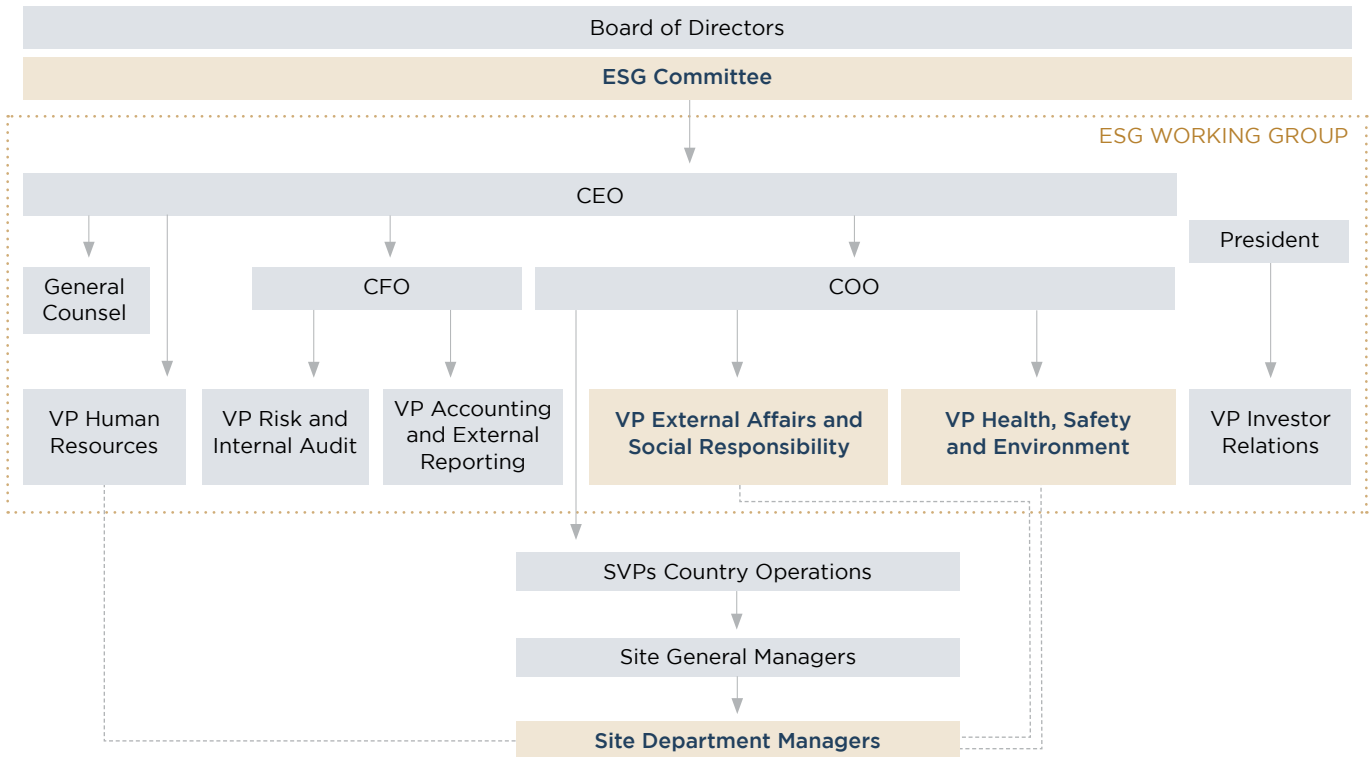 Board of Directors
ESG Committee
ESG WORKING GROUP
CEO
President
General
Counsel
CFO
COO
VP Human
Resources
VP Risk and
Internal Audit
VP Accounting
and External
Reporting
VP External Affairs and
Social Responsibility
VP Health, Safety
and Environment
VP Investor
Relations
SVPs Country Operations
Site General Managers
Site Department Managers